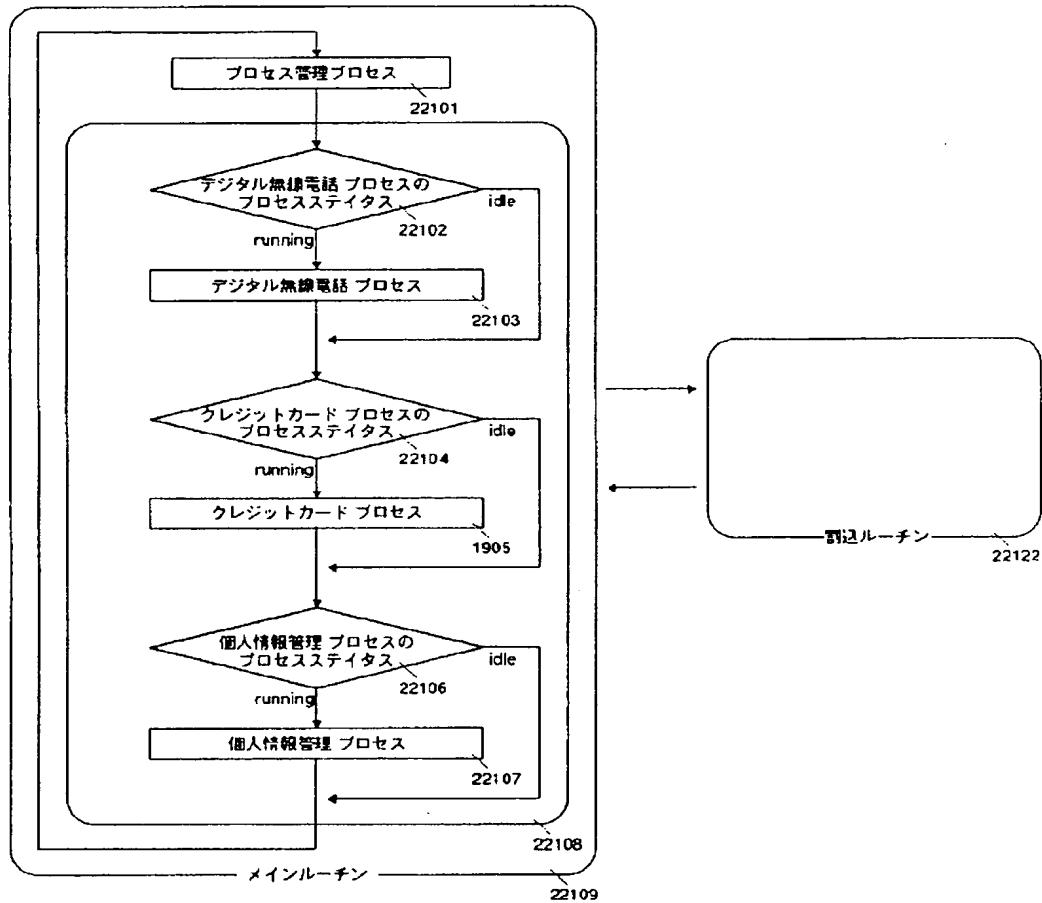 プロセス管理プロセス
22101
デジタル無線電話 プロセスの
プロセスステイタス
22102
idle
running
デジタル無線電話 プロセス
22103
クレジットカード プロセスの
プロセスステイタス
22104
idle
running
クレジットカード プロセス
1905
個人情報管理 プロセスの
プロセスステイタス
22106
idle
running
個人情報管理 プロセス
22107
22108
メインルーチン
22109
割込ルーチン
22122